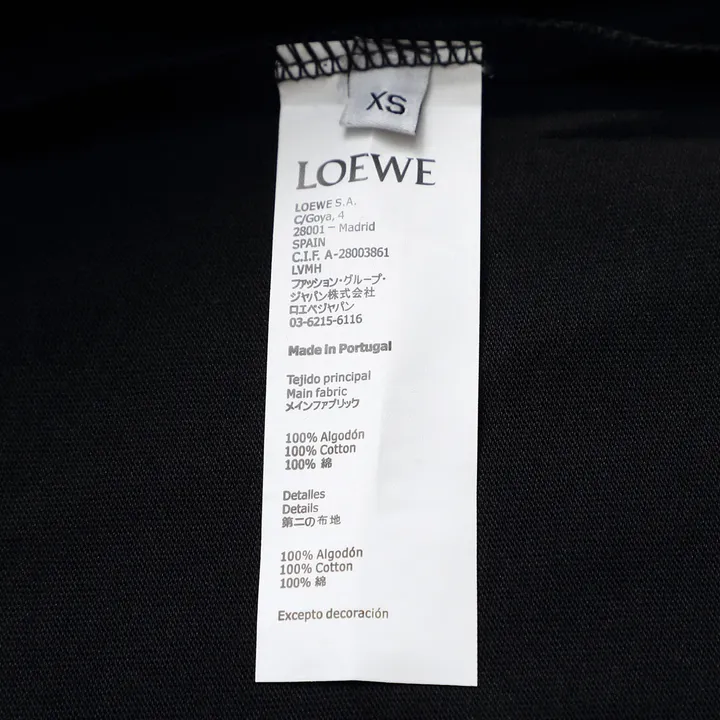 XS
LOEWE
LOEWE S.A.
C/Goya, 4
28001 – Madrid
SPAIN
C.I.F. A-28003861
LVMH
ファッション・グループ・
ジャパン株式会社
ロエベジャパン
03-6215-6116
Made in Portugal
Tejido principal
Main fabric
メインファブリック
100% Algodón
100% Cotton
100% 綿
Detalles
Details
第二の布地
100% Algodón
100% Cotton
100% 綿
Excepto decoración